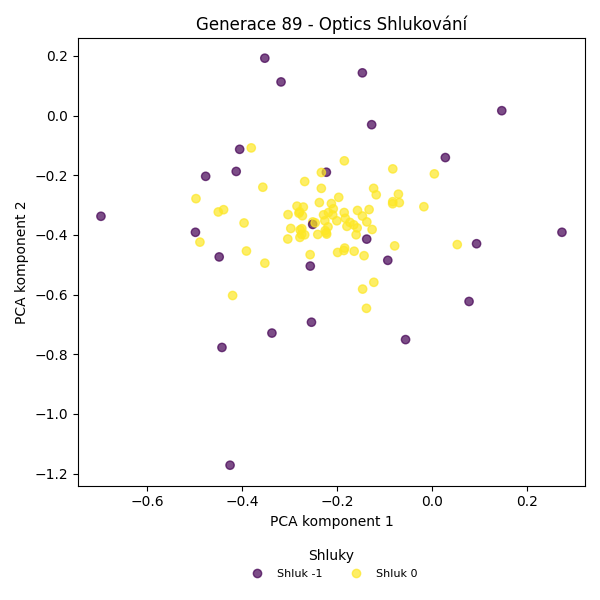 Generace 89 - Optics Shlukování
PCA komponent 2
0.2
0.0
−0.2
−0.4
−0.6
−0.8
−1.0
−1.2
−0.6
−0.4
−0.2
0.0
0.2
PCA komponent 1
Shluky
Shluk -1
Shluk 0